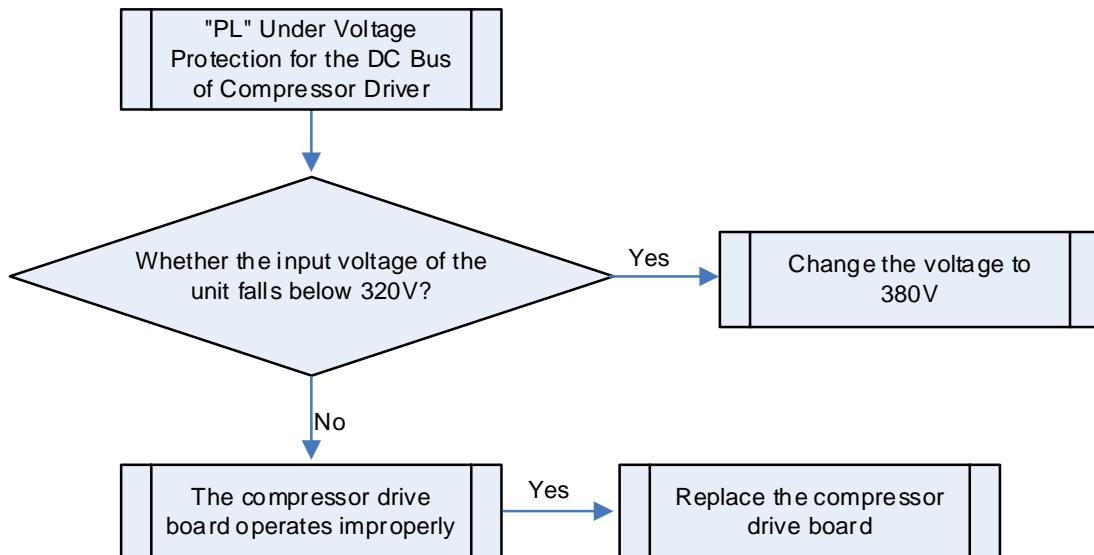 "PL" Under Voltage
Protection for the DC Bus
of Compressor Driver
Whether the input voltage of the
unit falls below 320V?
Yes
Change the voltage to
380V
No
The compressor drive
board operates improperly
Yes
Replace the compressor
drive board